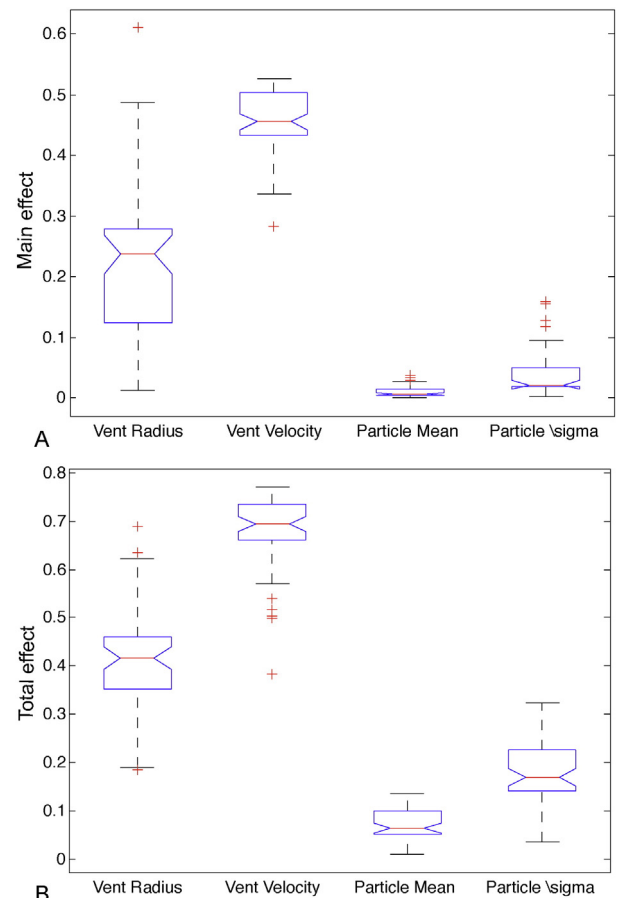 0.6
0.5
0.4
0.3
0.2
0.1
0
Main effect
Vent Radius Vent Velocity Particle Mean Particle \sigma
A
0.8
0.7
0.6
0.5
0.4
0.3
0.2
0.1
0
Total effect
Vent Radius Vent Velocity Particle Mean Particle \sigma
B